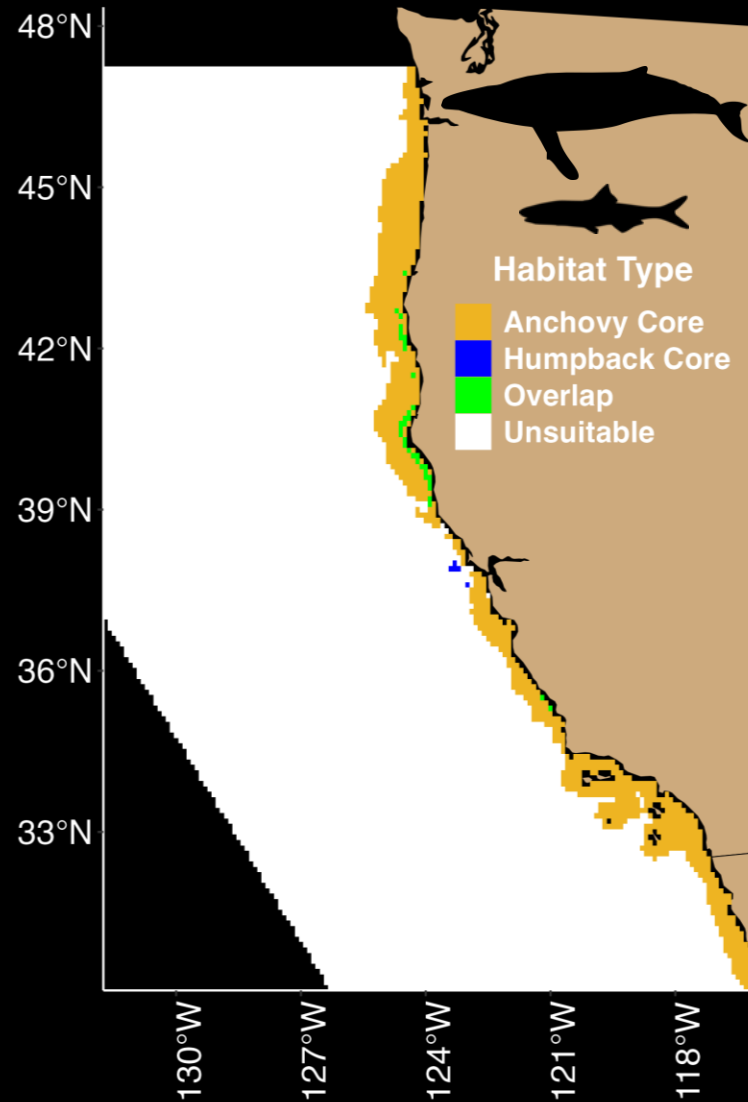 48°N
45°N
42°N
39°N
36°N
33°N
Habitat Type
Anchovy Core
Humpback Core
Overlap
Unsuitable
130°W
127°W
124°W
121°W
118°W